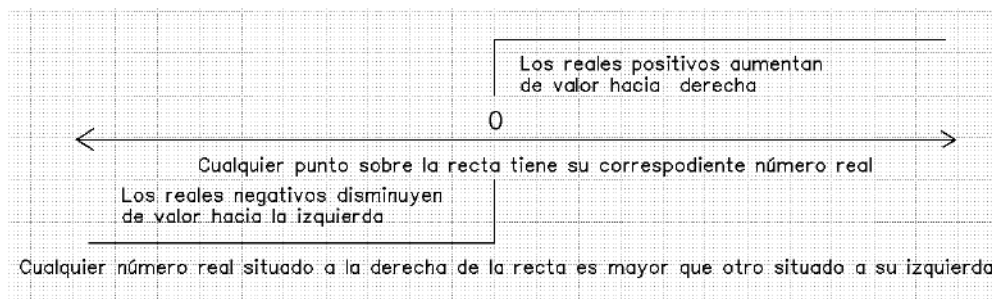 Los reales positivos aumentan
de valor hacia derecha
0
Cualquier punto sobre la recta tiene su correspodiente número real
Los reales negativos disminuyen
de valor hacia la izquierda
Cualquier número real situado a la derecha de la recta es mayor que otro situado a su izquierda